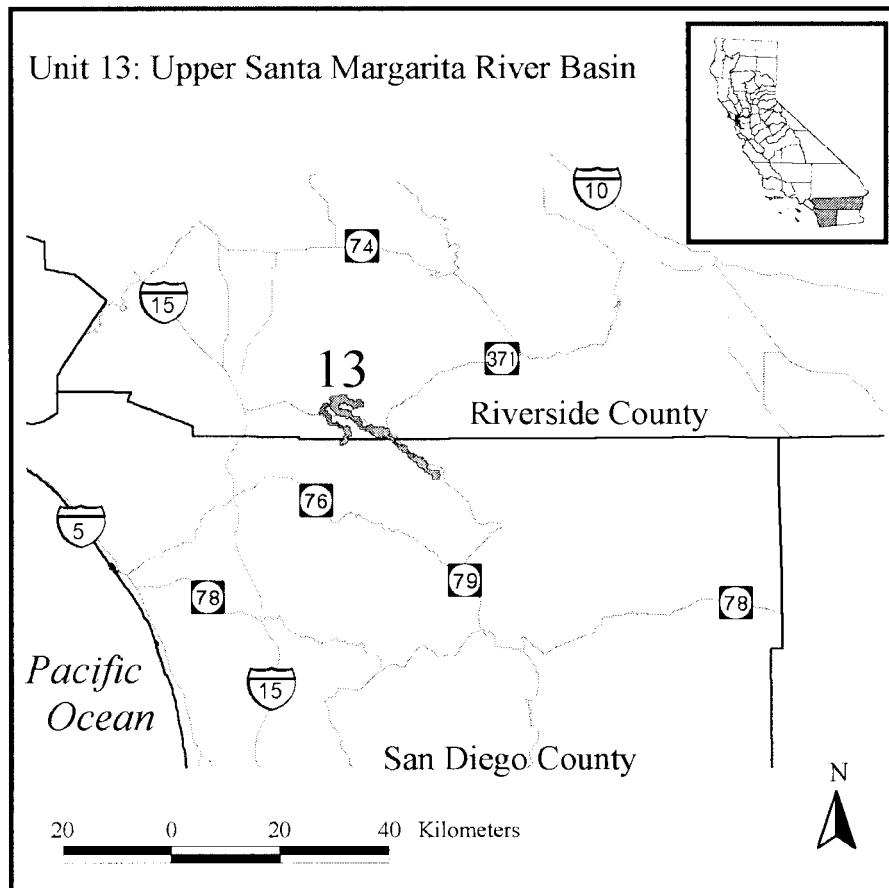 Unit 13: Upper Santa Margarita River Basin
10
74
15
371
13
Riverside County
76
5
79
78
78
Pacific
Ocean
15
San Diego County
N
20 0 20 40 Kilometers